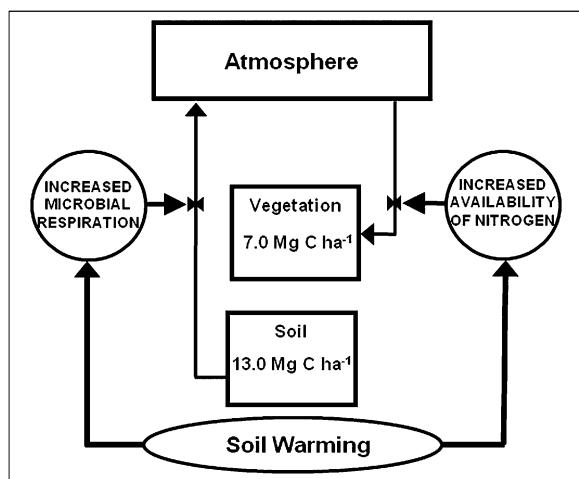 Atmosphere
INCREASED
MICROBIAL
RESPIRATION
Vegetation
7.0 Mg C ha⁻¹
INCREASED
AVAILABILITY
OF NITROGEN
Soil
13.0 Mg C ha⁻¹
Soil Warming